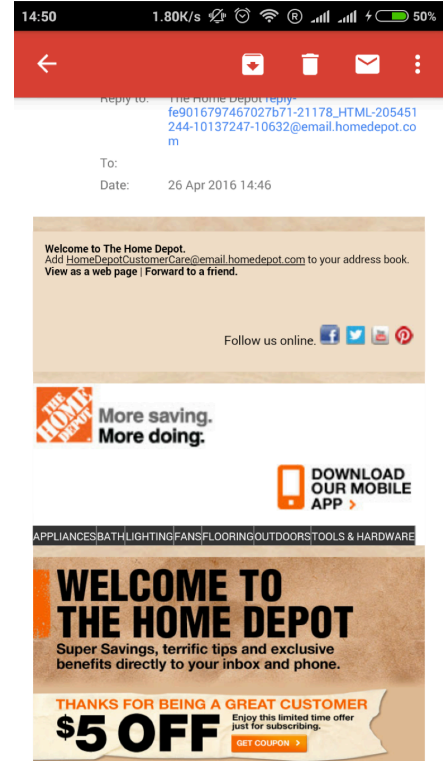 14:50 1.80K/s R 50%
Reply to: The Home Depot reply-
fe9016797467027b71-21178_HTML-205451
244-10137247-10632@email.homedepot.co
m
To:
Date: 26 Apr 2016 14:46
Welcome to The Home Depot.
Add HomeDepotCustomerCare@email.homedepot.com to your address book.
View as a web page | Forward to a friend.
Follow us online.
THE HOME DEPOT
More saving.
More doing.
DOWNLOAD
OUR MOBILE
APP >
APPLIANCES BATH LIGHTING FANS FLOORING OUTDOORS TOOLS & HARDWARE
WELCOME TO
THE HOME DEPOT
Super Savings, terrific tips and exclusive
benefits directly to your inbox and phone.
THANKS FOR BEING A GREAT CUSTOMER
$5 OFF
Enjoy this limited time offer
just for subscribing.
GET COUPON >